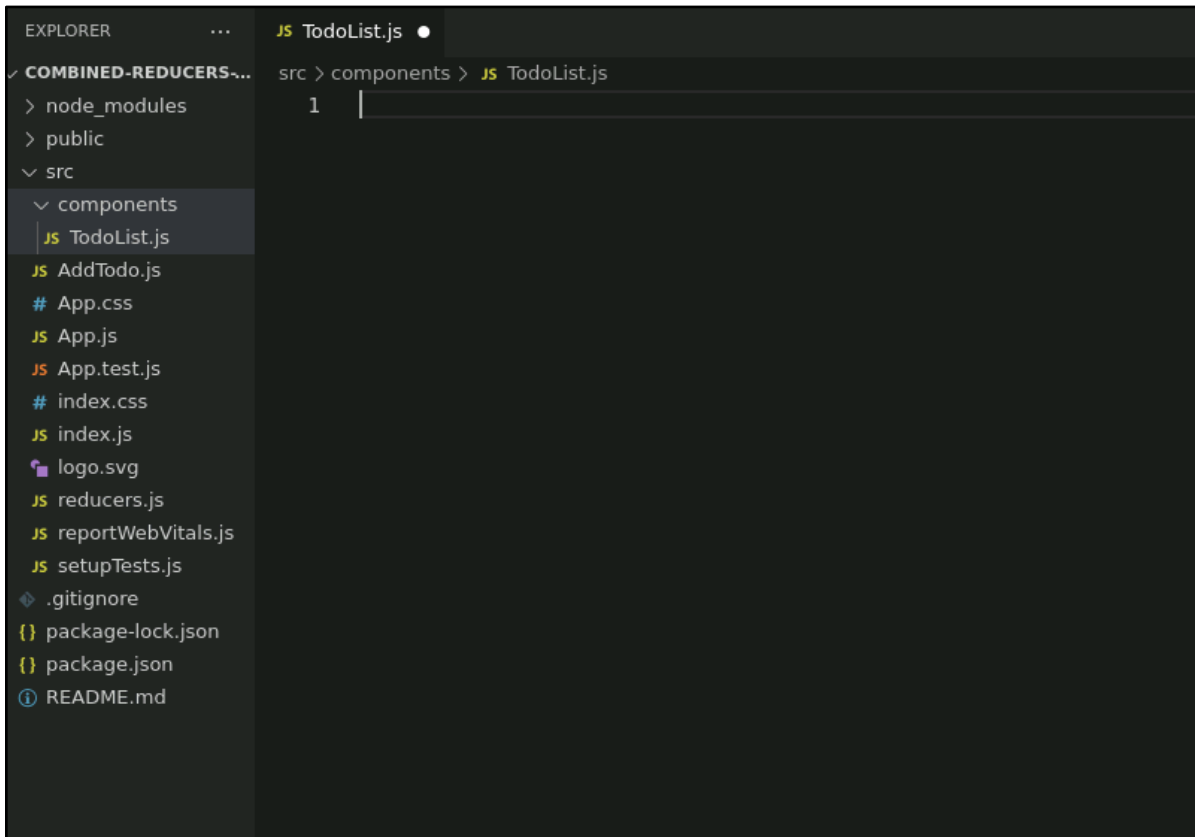 EXPLORER ...
COMBINED-REDUCERS-...
node_modules
public
src
components
JS TodoList.js
JS AddTodo.js
# App.css
JS App.js
JS App.test.js
# index.css
JS index.js
logo.svg
JS reducers.js
JS reportWebVitals.js
JS setupTests.js
.gitignore
{} package-lock.json
{} package.json
README.md
JS TodoList.js
src > components > JS TodoList.js
1